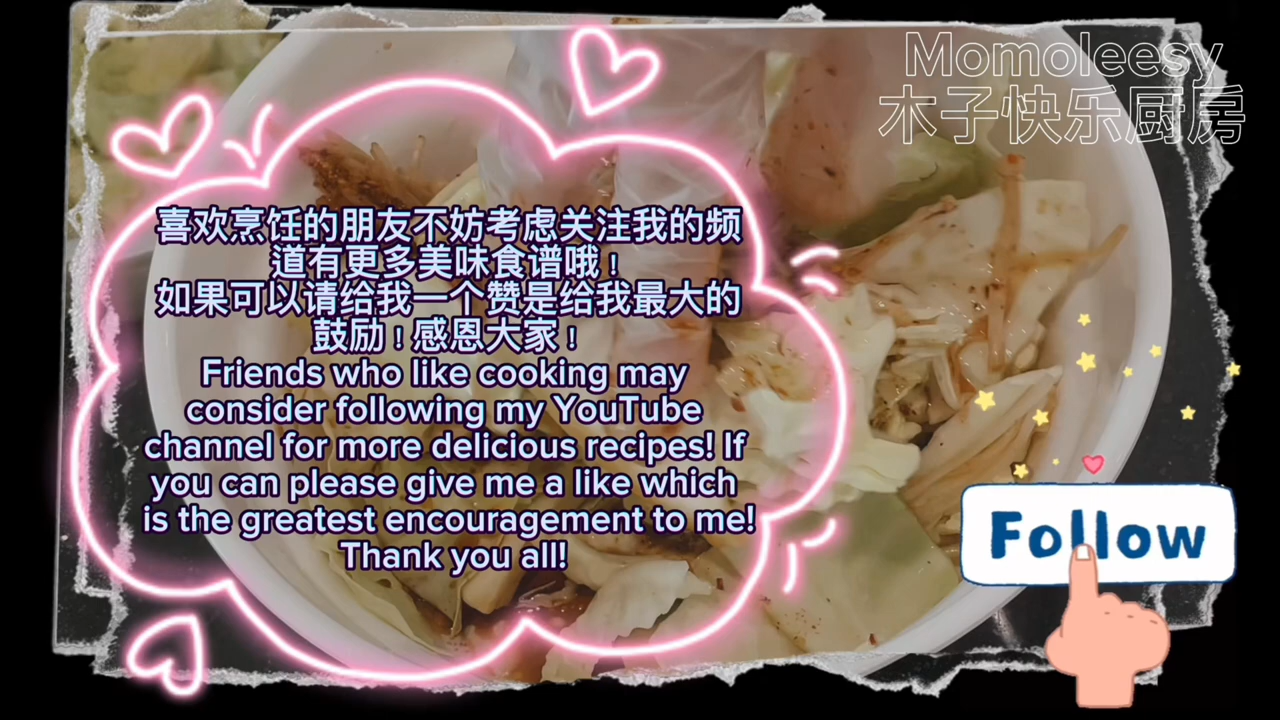 Momoleesy
木子快乐厨房
喜欢烹饪的朋友不妨考虑关注我的频
道有更多美味食谱哦！
如果可以请给我一个赞是给我最大的
鼓励！感恩大家！
Friends who like cooking may
consider following my YouTube
channel for more delicious recipes! If
you can please give me a like which
is the greatest encouragement to me!
Thank you all!
Follow